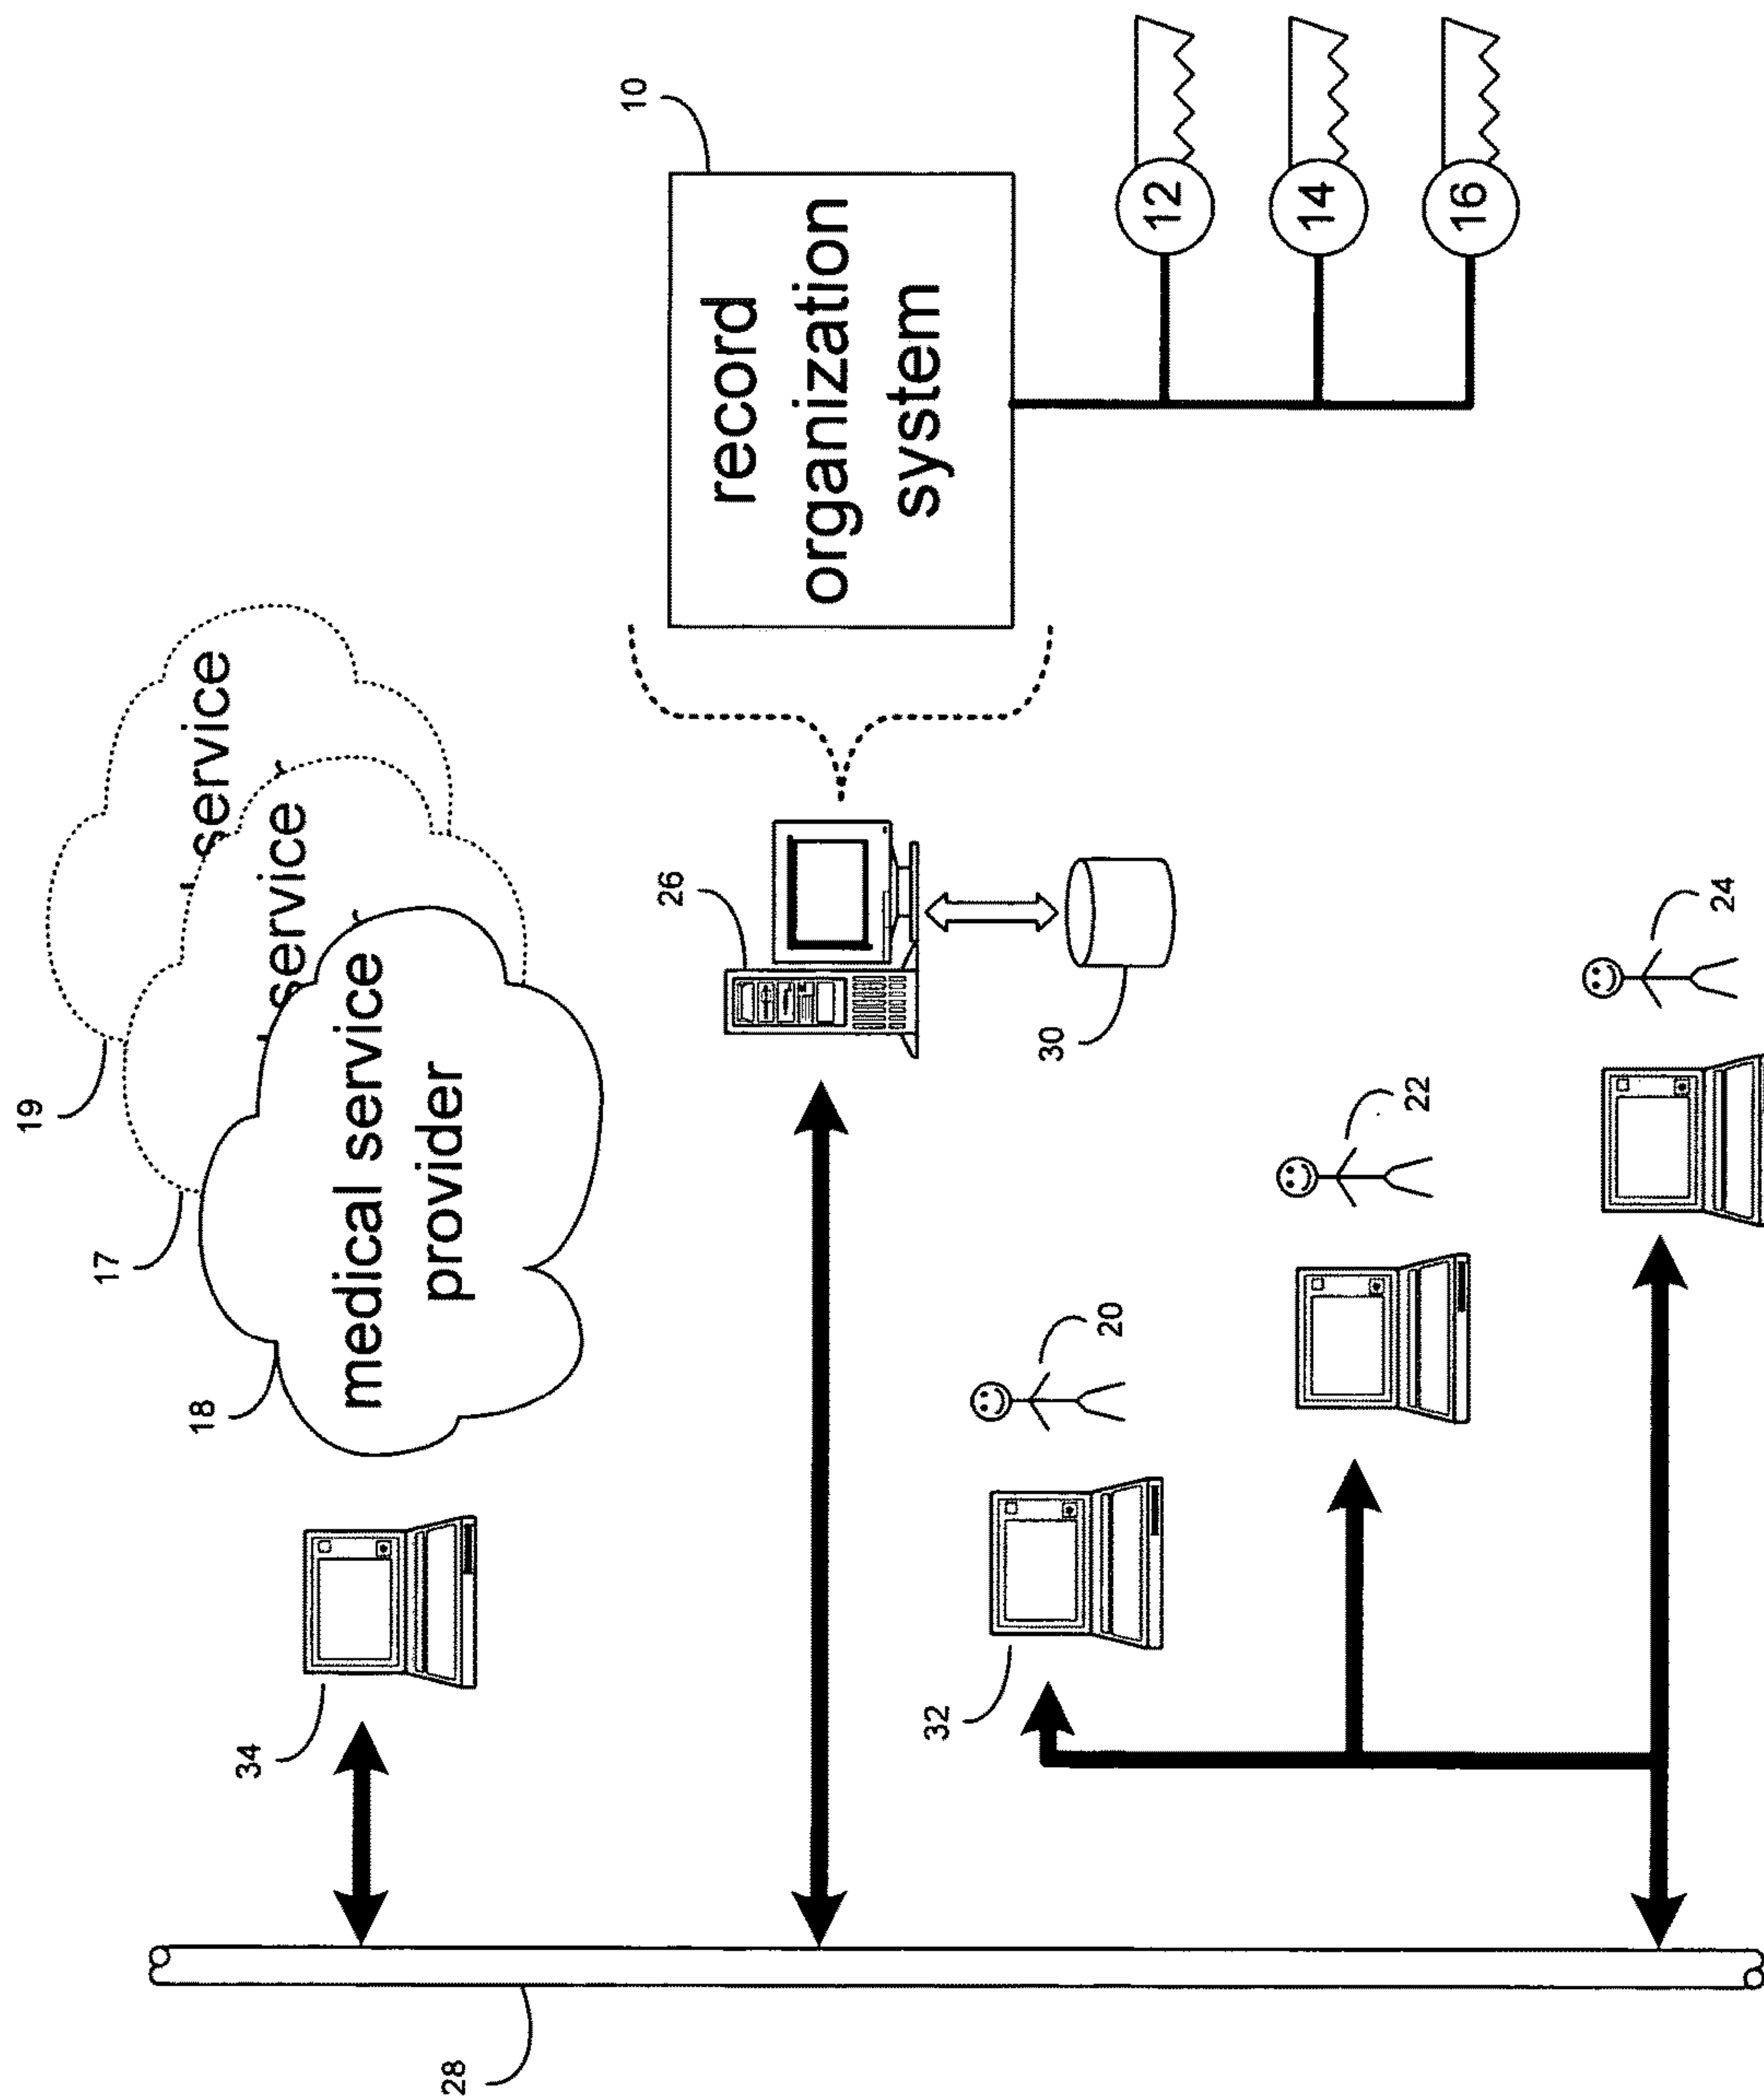 19
17
18
service
34
service
medical service
provider
28
10
26
record
organization
system
32
30
20
12
14
22
16
24